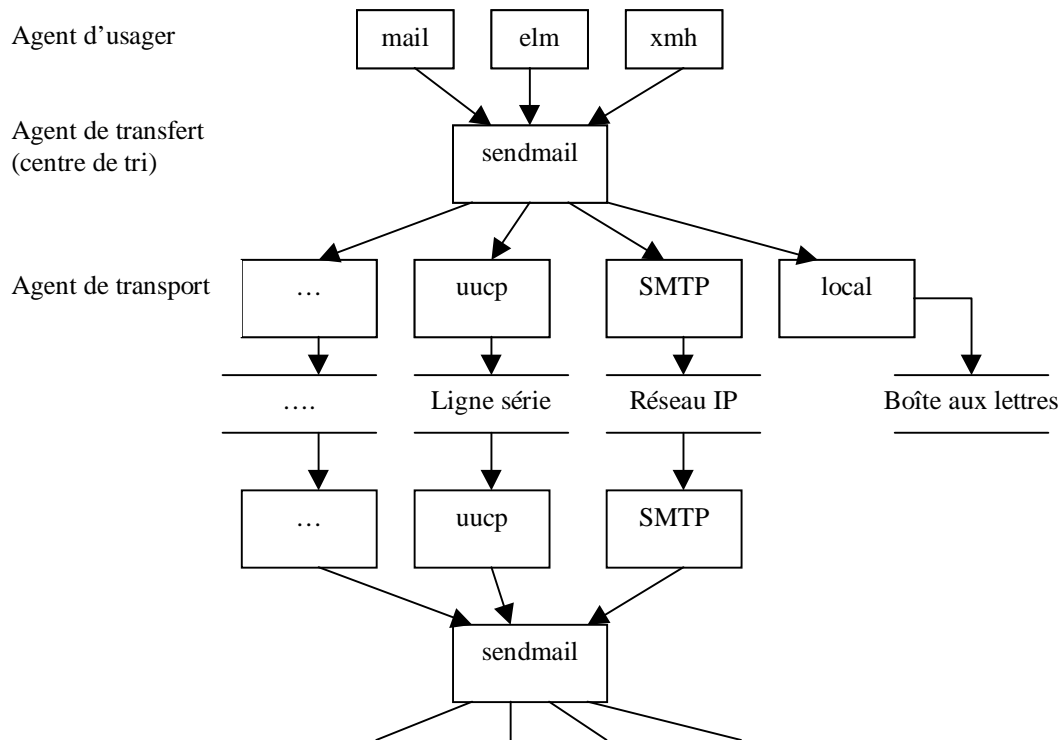 Agent d’usager
mail
elm
xmh
Agent de transfert
(centre de tri)
sendmail
Agent de transport
…
uucp
SMTP
local
….
Ligne série
Réseau IP
Boîte aux lettres
…
uucp
SMTP
sendmail